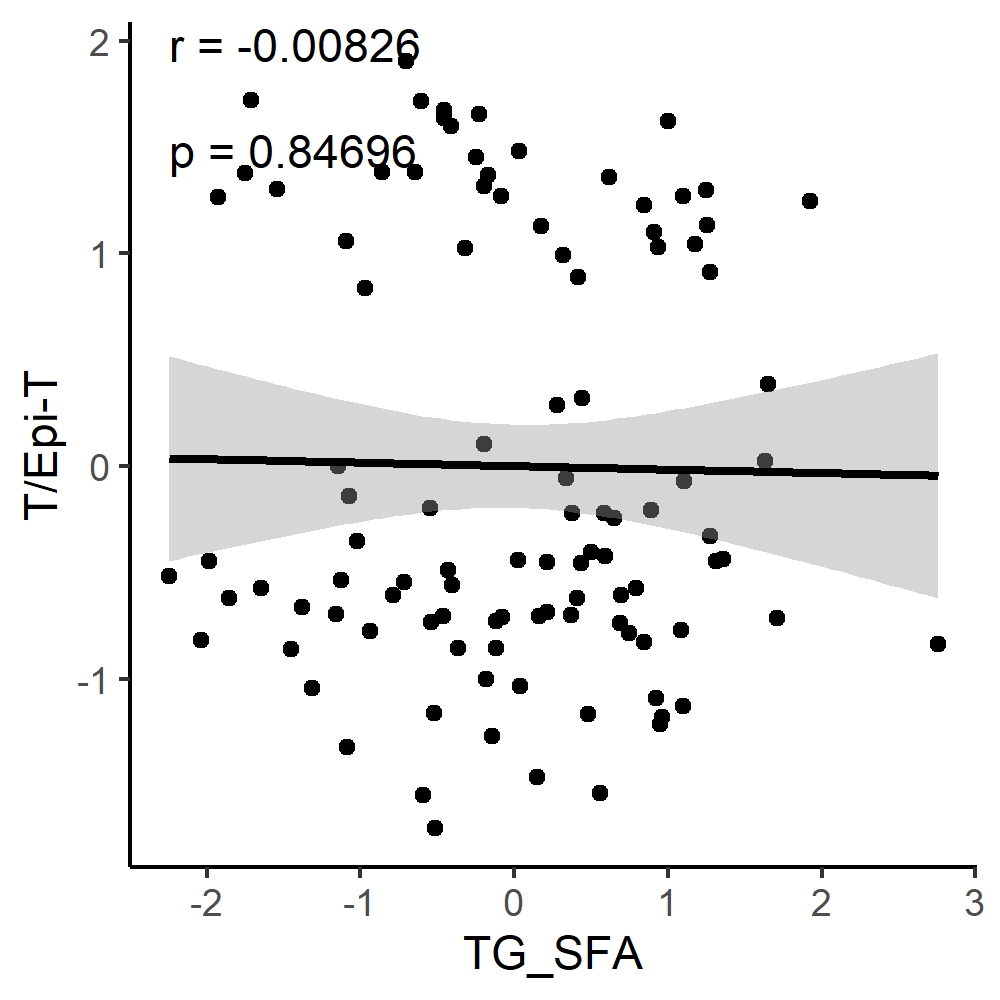 r = -0.00826
p = 0.84696
2
1
0
-1
T/Epi-T
-2 -1 0 1 2 3
TG_SFA